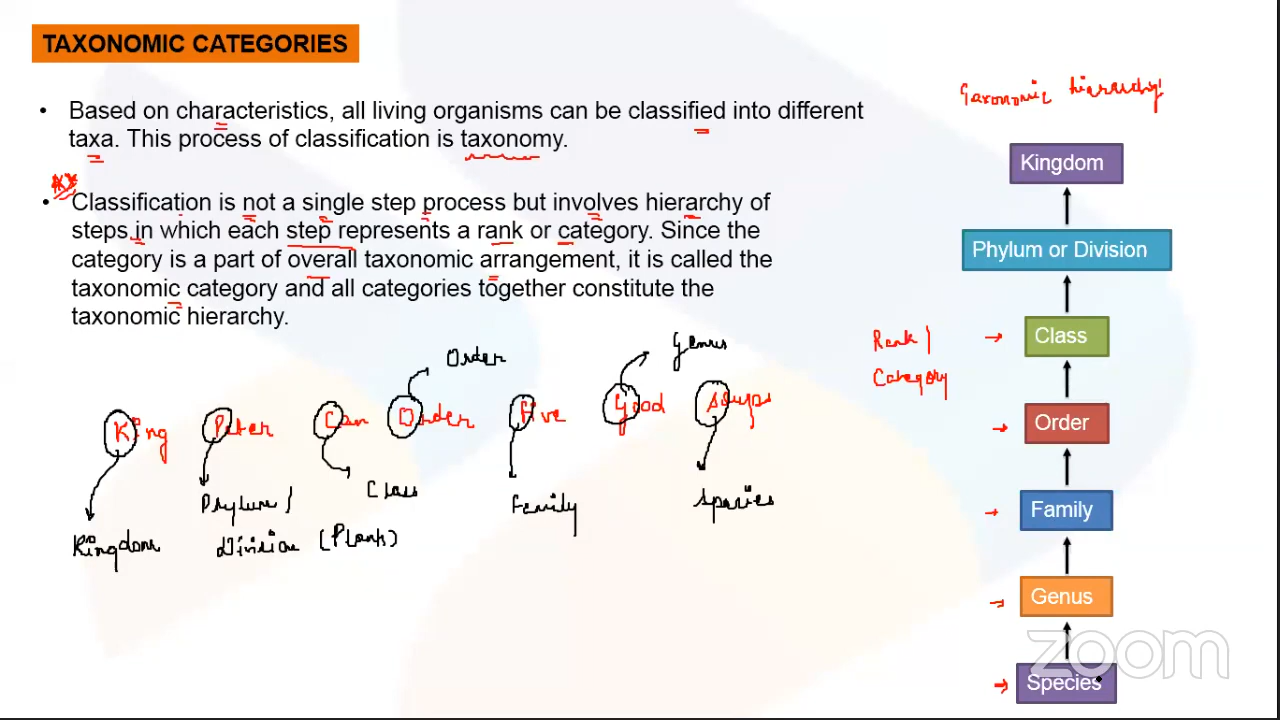 TAXONOMIC CATEGORIES
• Based on characteristics, all living organisms can be classified into different
taxa. This process of classification is taxonomy.
• Classification is not a single step process but involves hierarchy of
steps in which each step represents a rank or category. Since the
category is a part of overall taxonomic arrangement, it is called the
taxonomic category and all categories together constitute the
taxonomic hierarchy.
Order
Genus
King Peter Can Order Five Good Soups
Class
Phylum / Family Species
Kingdom Division (Plant)
Taxonomic hierarchy
Kingdom
Phylum or Division
Rank / Class
Category
Order
Family
Genus
zoom
Species